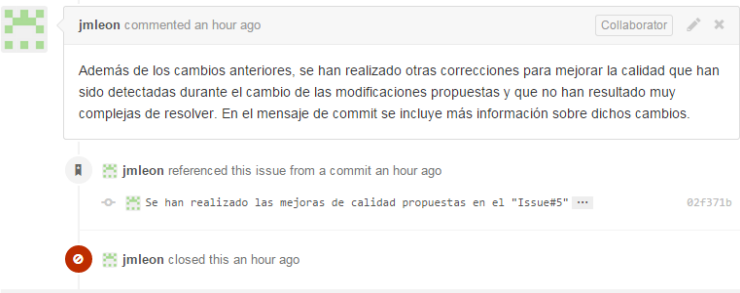 jmleon commented an hour ago Collaborator
Además de los cambios anteriores, se han realizado otras correcciones para mejorar la calidad que han
sido detectadas durante el cambio de las modificaciones propuestas y que no han resultado muy
complejas de resolver. En el mensaje de commit se incluye más información sobre dichos cambios.
jmleon referenced this issue from a commit an hour ago
Se han realizado las mejoras de calidad propuestas en el "Issue#5" ... 02f371b
jmleon closed this an hour ago